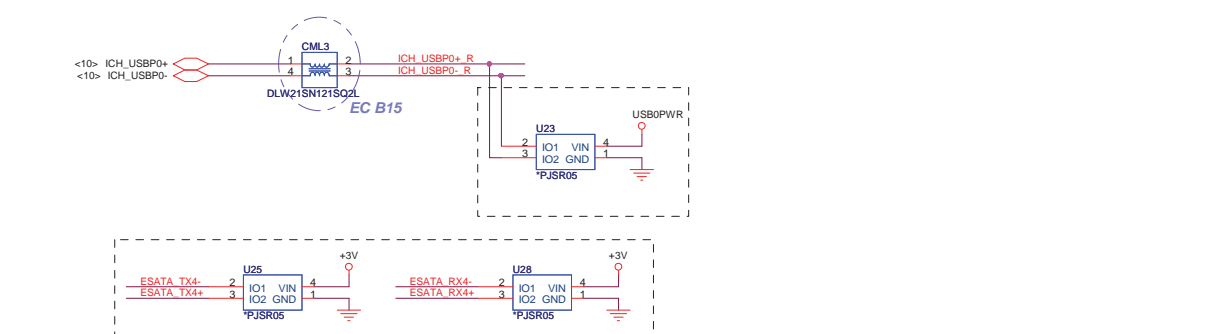 CML3
<10> ICH_USBP0+ 1 2 ICH_USBP0+_R
<10> ICH_USBP0- 4 3 ICH_USBP0-_R
DLW21SN121SQ2L
EC B15
USB0PWR
U23
2 IO1 VIN 4
3 IO2 GND 1
*PJSR05
+3V +3V
U25 U28
ESATA_TX4- 2 IO1 VIN 4 ESATA_RX4- 2 IO1 VIN 4
ESATA_TX4+ 3 IO2 GND 1 ESATA_RX4+ 3 IO2 GND 1
*PJSR05 *PJSR05